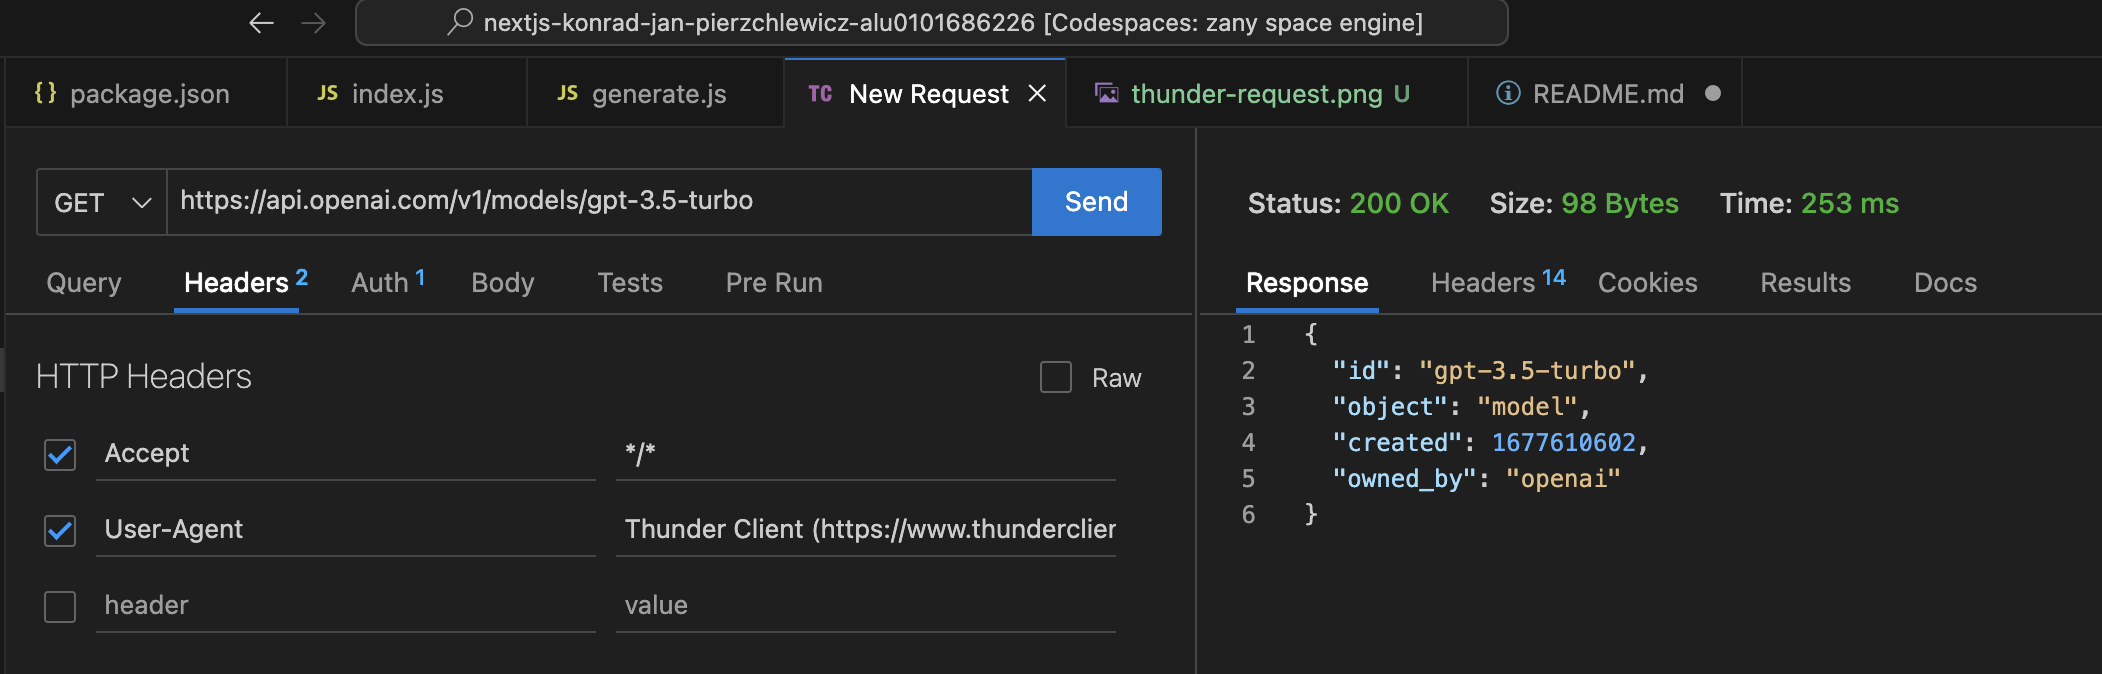 nextjs-konrad-jan-pierzchlewicz-alu0101686226 [Codespaces: zany space engine]
{} package.json JS index.js JS generate.js TC New Request thunder-request.png U README.md
GET https://api.openai.com/v1/models/gpt-3.5-turbo Send
Query Headers 2 Auth 1 Body Tests Pre Run
HTTP Headers Raw
Accept */*
User-Agent Thunder Client (https://www.thunderclier
header value
Status: 200 OK Size: 98 Bytes Time: 253 ms
Response Headers 14 Cookies Results Docs
1 {
2 "id": "gpt-3.5-turbo",
3 "object": "model",
4 "created": 1677610602,
5 "owned_by": "openai"
6 }